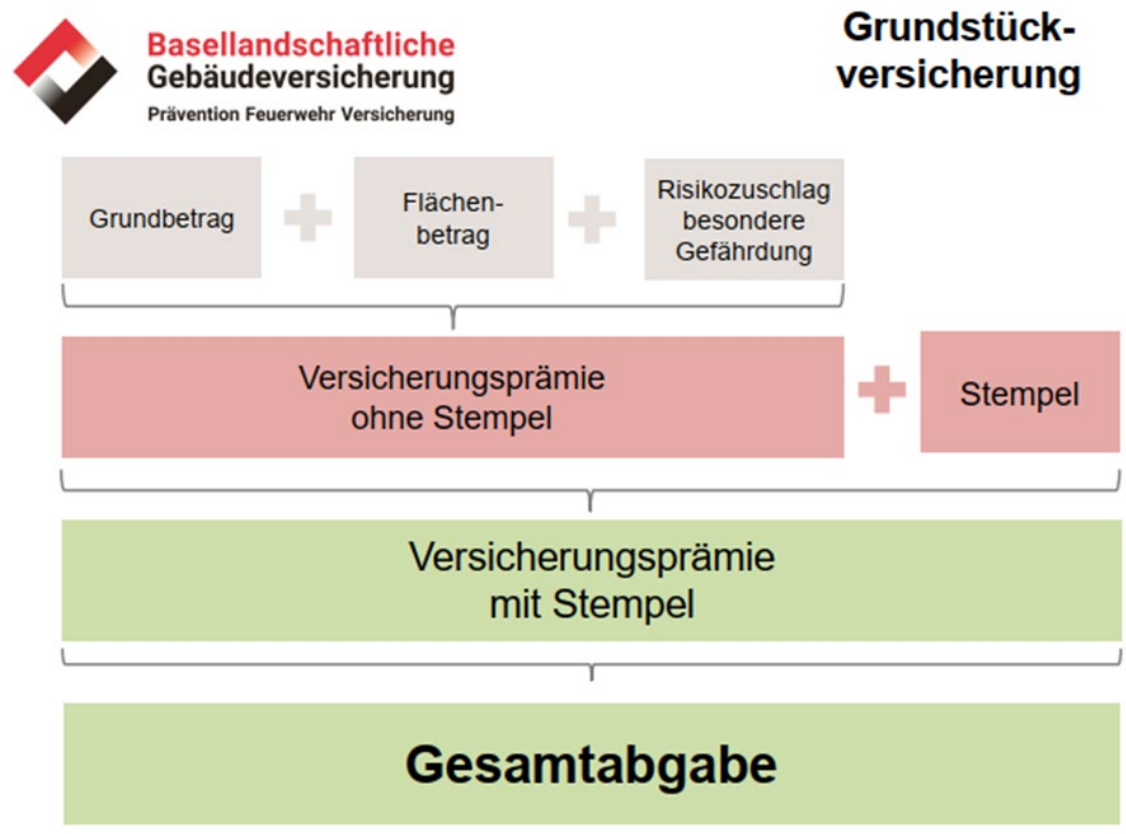 Basellandschaftliche
Gebäudeversicherung
Prävention Feuerwehr Versicherung
Grundstück-
versicherung
Grundbetrag
Flächen-
betrag
Risikozuschlag
besondere
Gefährdung
Versicherungsprämie
ohne Stempel
Stempel
Versicherungsprämie
mit Stempel
Gesamtabgabe